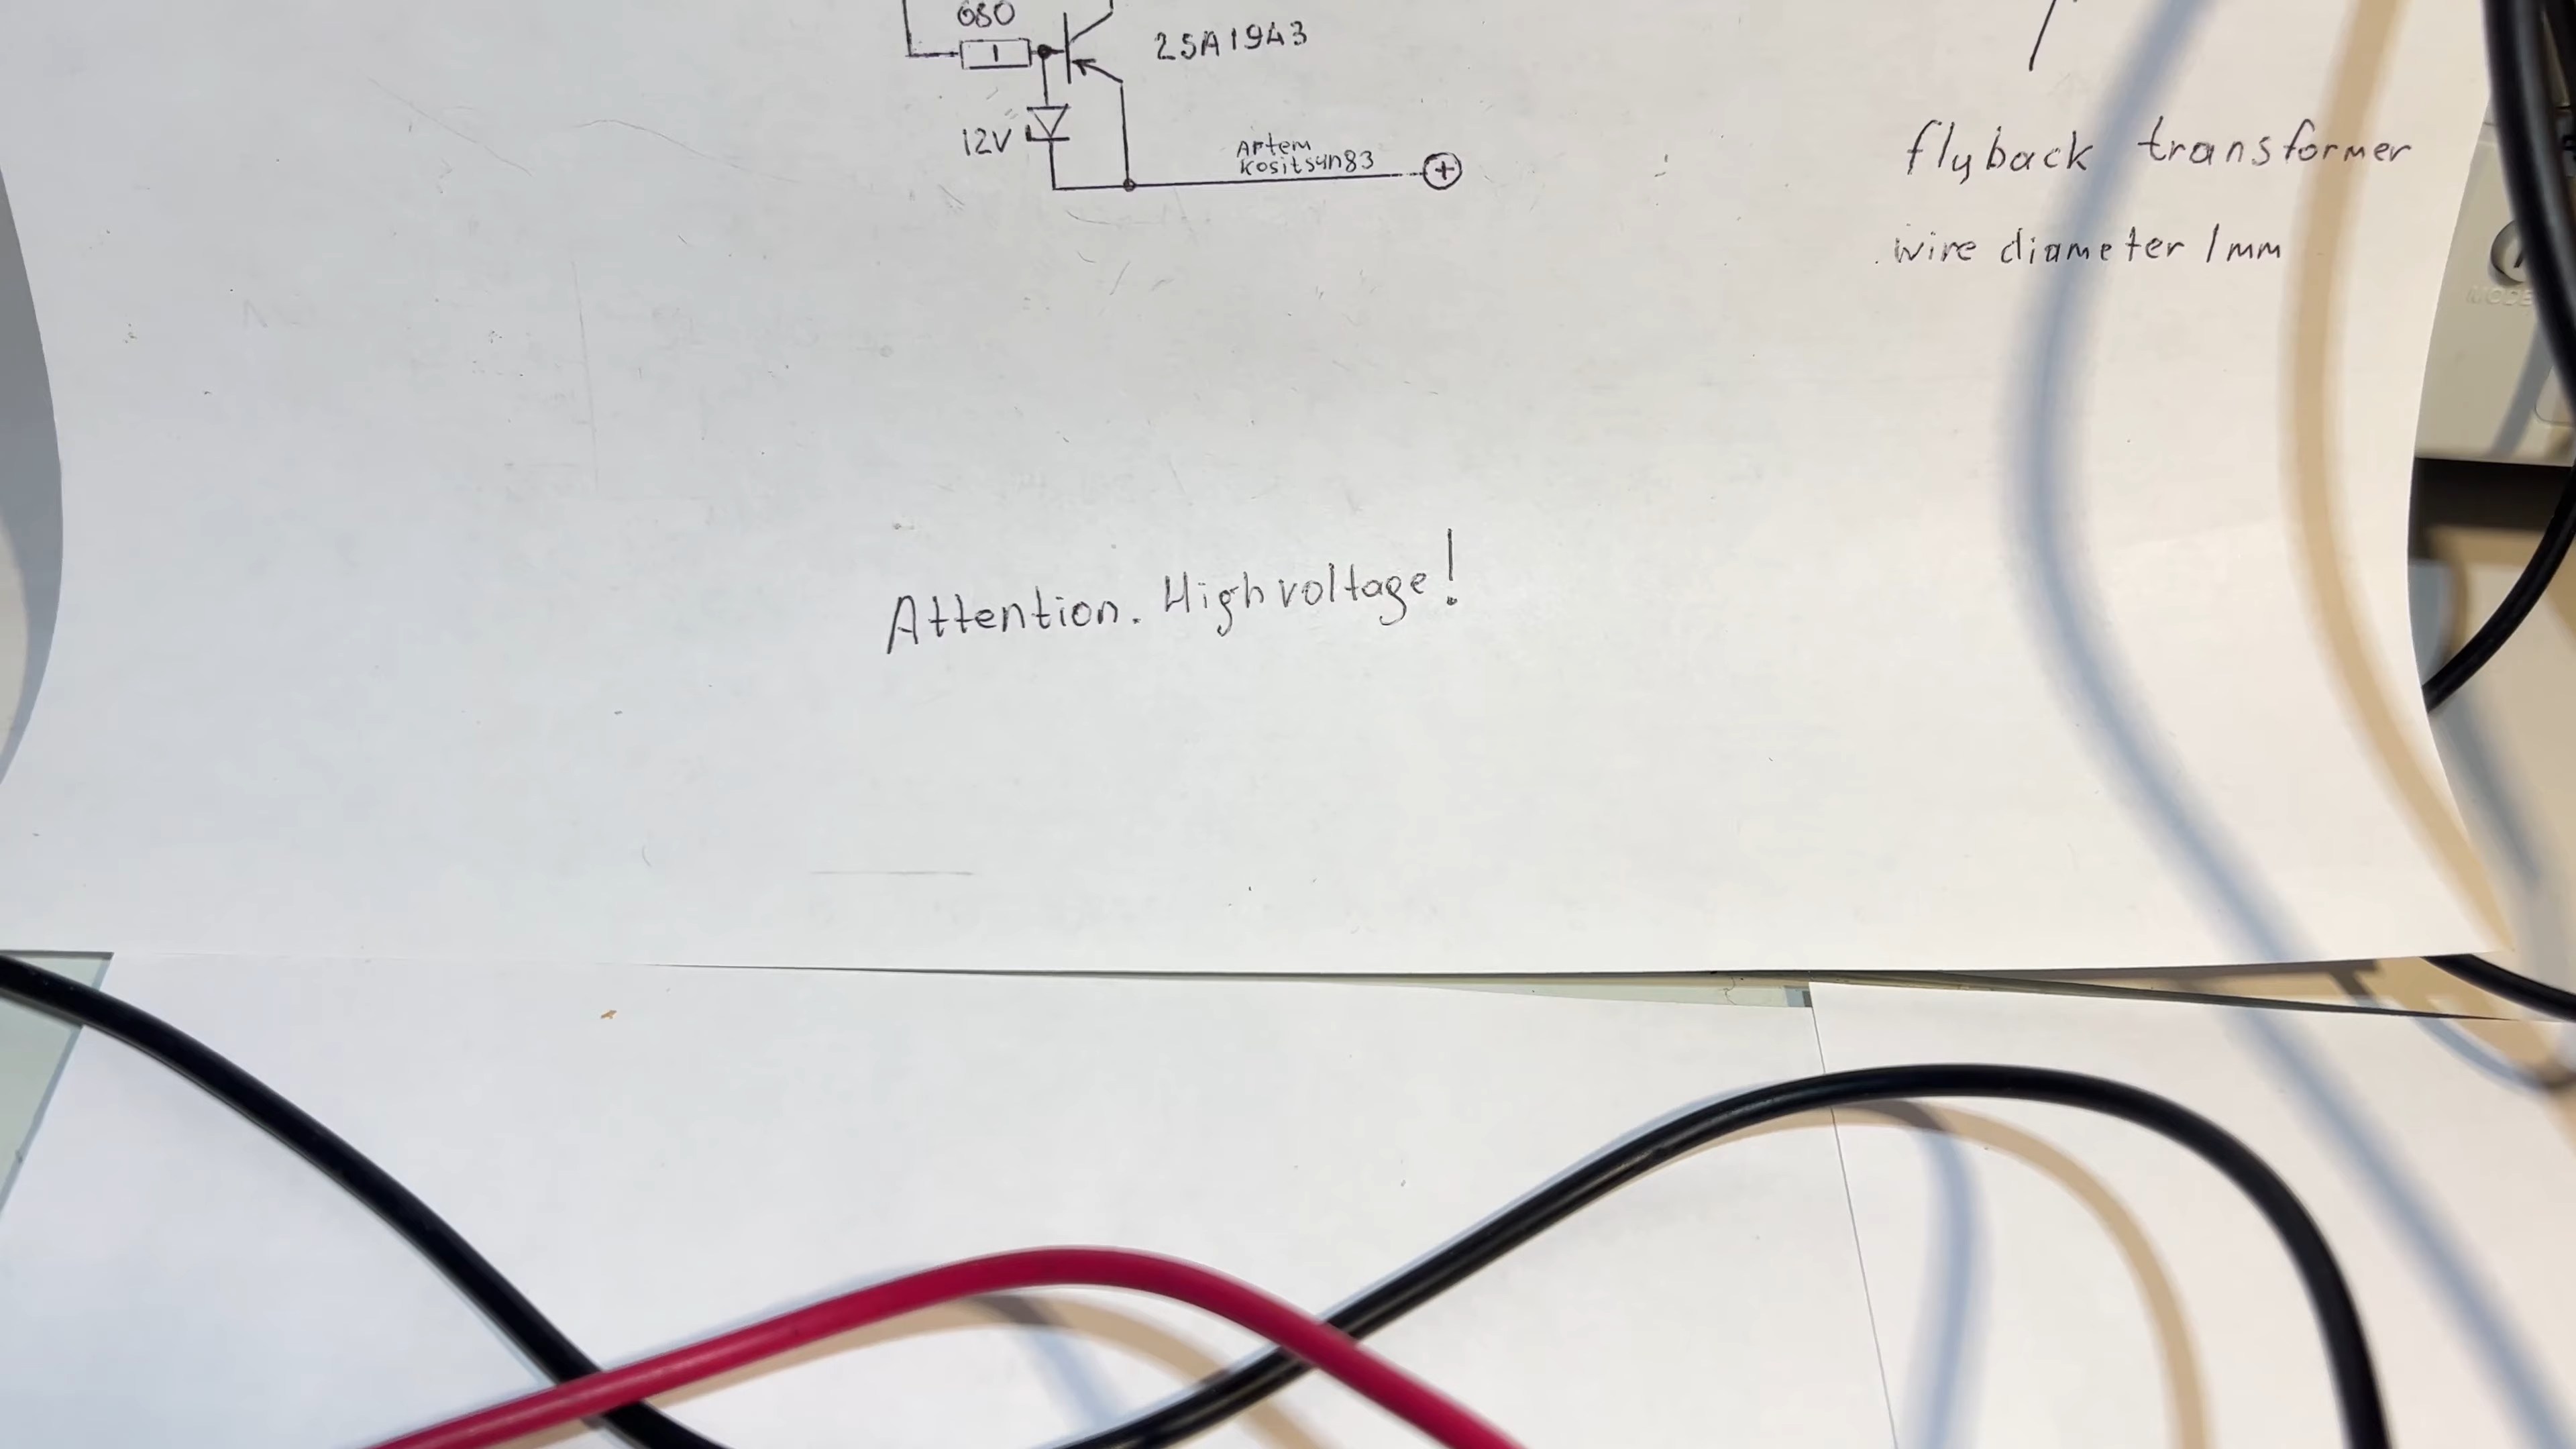 680
2SA1943
12V
Artem
kositsyn83
+
flyback transformer
wire diameter 1mm
Attention. High voltage!